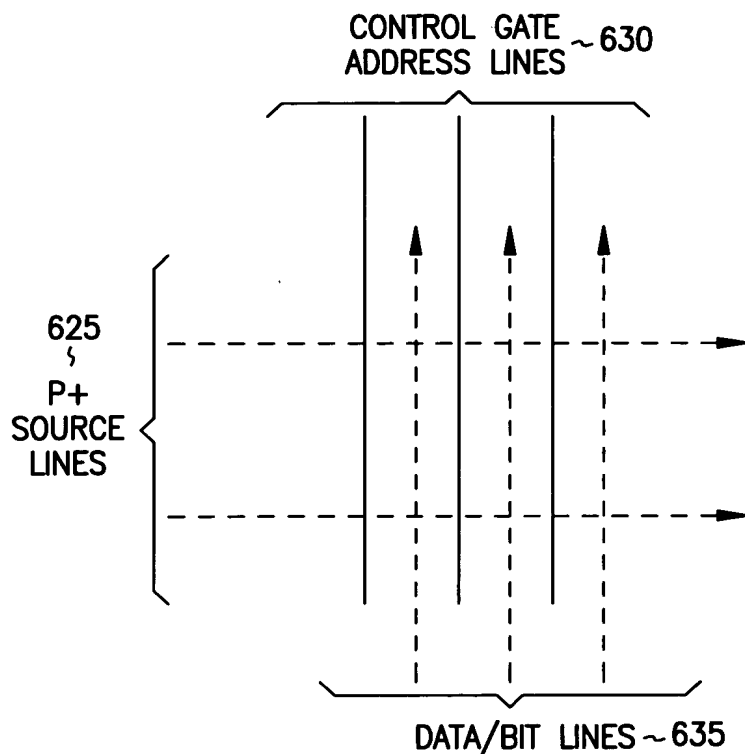 CONTROL GATE
ADDRESS LINES ~630
625
P+
SOURCE
LINES
DATA/BIT LINES ~635